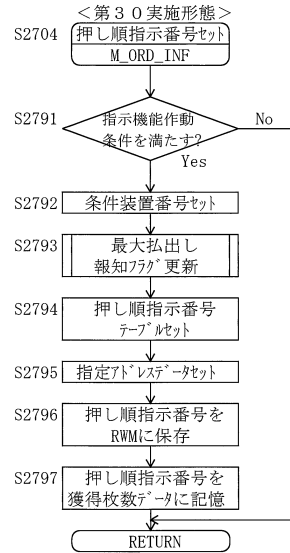 ＜第３０実施形態＞
S2704
押し順指示番号セット
M_ORD_INF
S2791
指示機能作動
条件を満たす?
No
Yes
S2792
条件装置番号セット
S2793
最大払出し
報知フラグ更新
S2794
押し順指示番号
テーブルセット
S2795
指定アドレスデータセット
S2796
押し順指示番号を
RWMに保存
S2797
押し順指示番号を
獲得枚数データに記憶
RETURN